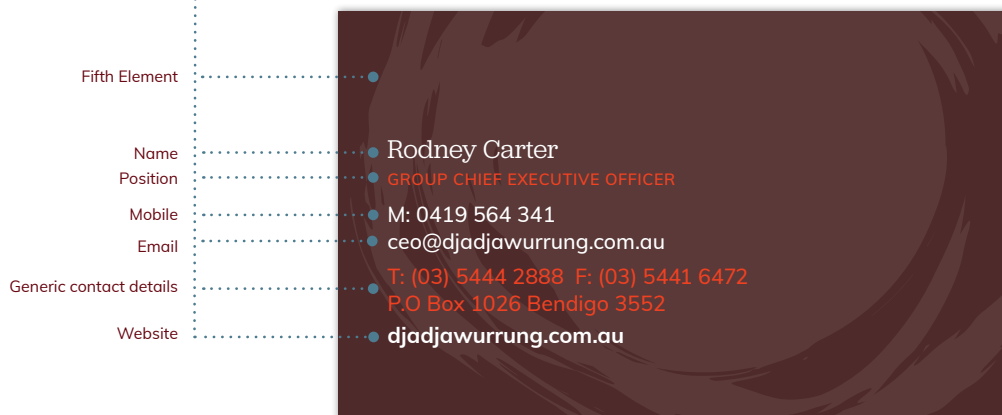 Fifth Element
Name
Rodney Carter
Position
GROUP CHIEF EXECUTIVE OFFICER
Mobile
M: 0419 564 341
Email
ceo@djadjawurrung.com.au
Generic contact details
T: (03) 5444 2888  F: (03) 5441 6472
P.O Box 1026 Bendigo 3552
Website
djadjawurrung.com.au